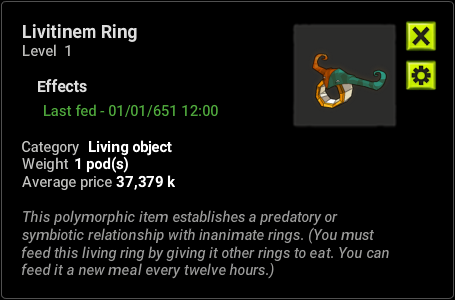 Livitinem Ring
Level 1
Effects
Last fed - 01/01/651 12:00
Category Living object
Weight 1 pod(s)
Average price 37,379 k
This polymorphic item establishes a predatory or
symbiotic relationship with inanimate rings. (You must
feed this living ring by giving it other rings to eat. You can
feed it a new meal every twelve hours.)